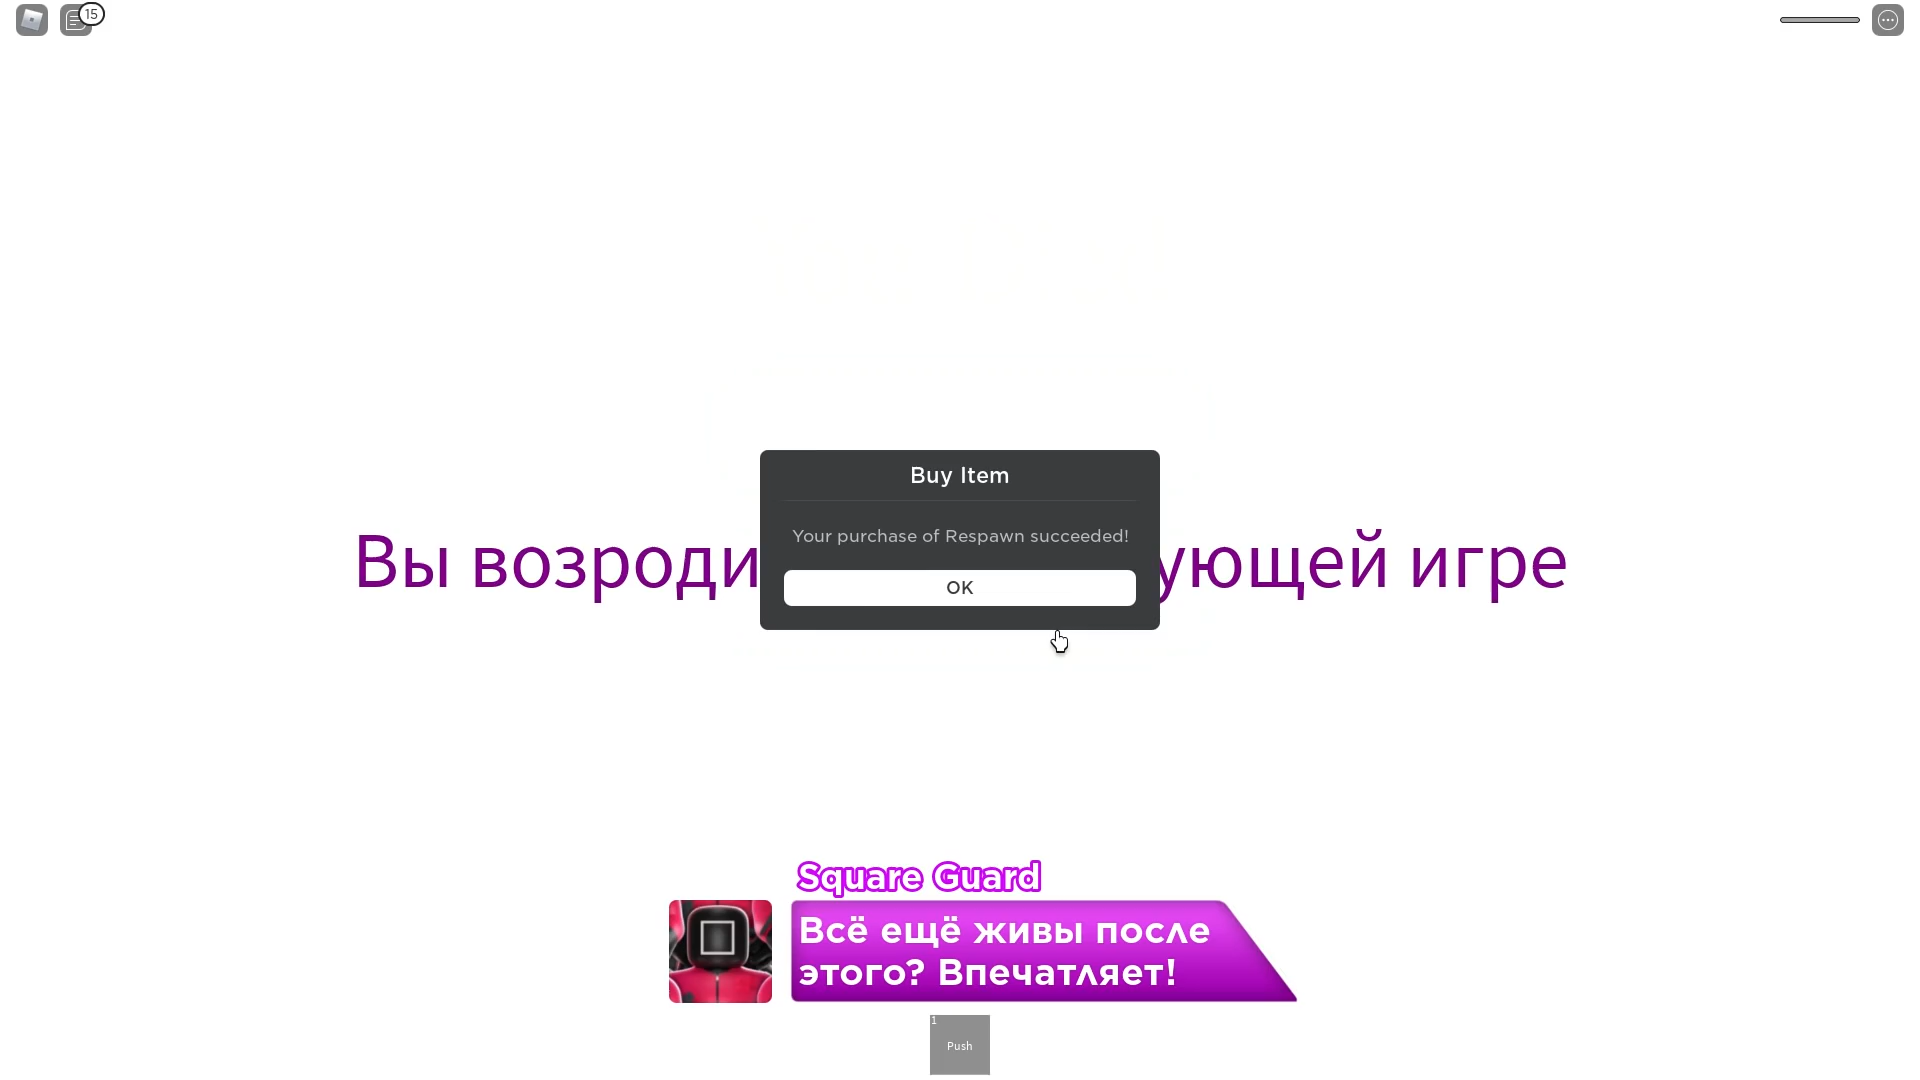 15
Buy Item
Your purchase of Respawn succeeded!
Вы возроди ующей игре
OK
Square Guard
Всё ещё живы после
этого? Впечатляет!
1
Push